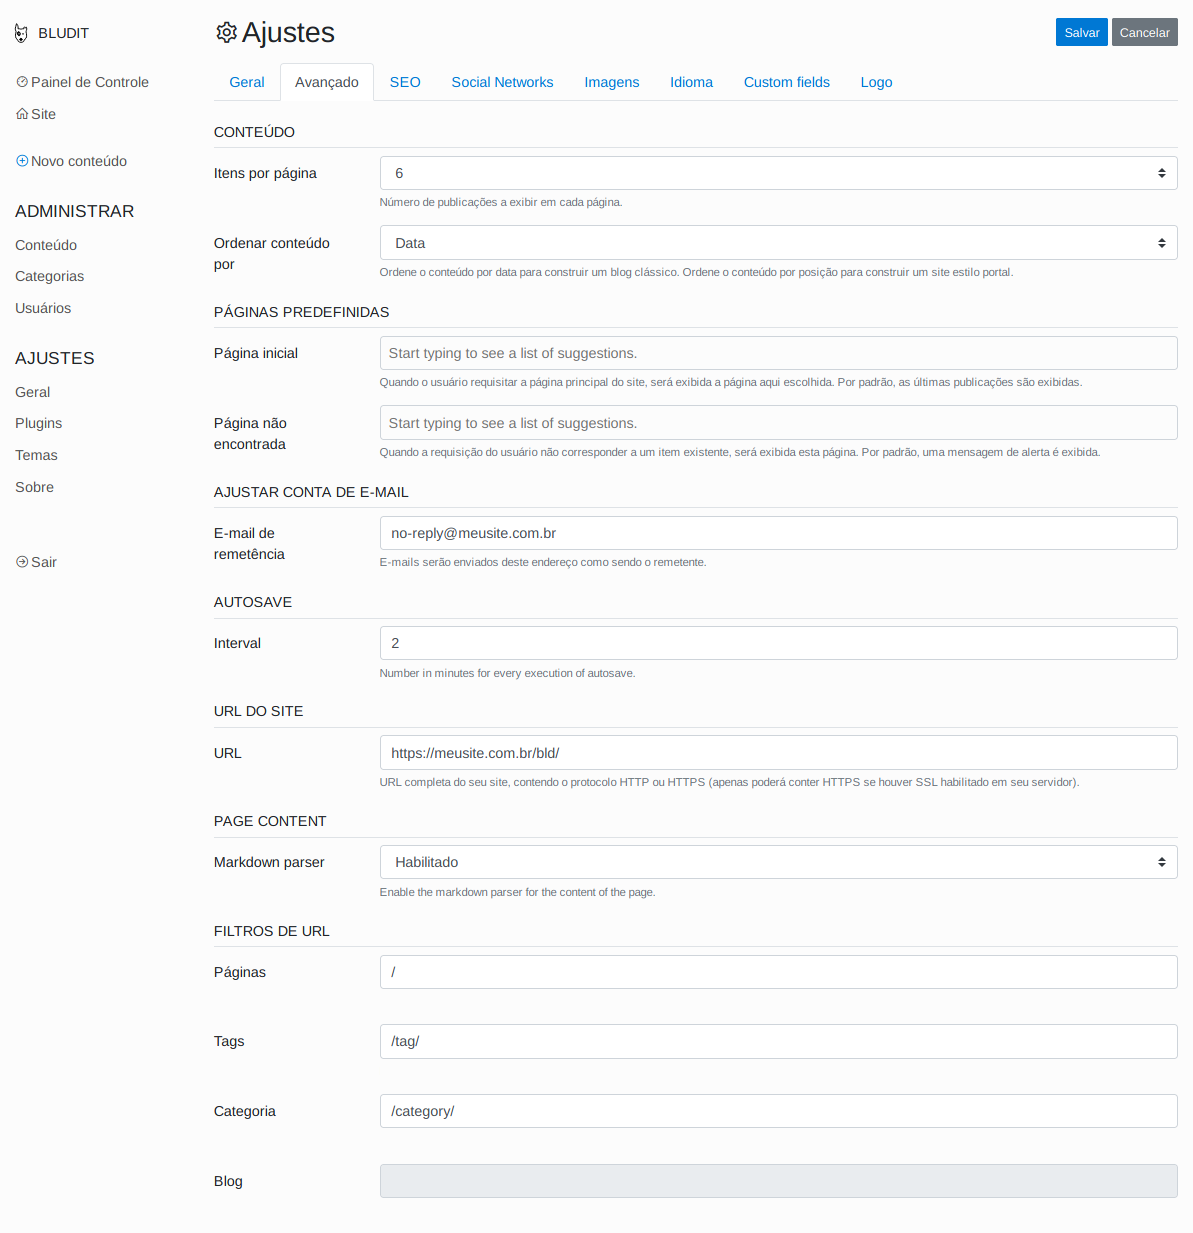 BLUDIT
Painel de Controle
Site
Novo conteúdo
ADMINISTRAR
Conteúdo
Categorias
Usuários
AJUSTES
Geral
Plugins
Temas
Sobre
Sair
Ajustes
Salvar
Cancelar
Geral
Avançado
SEO
Social Networks
Imagens
Idioma
Custom fields
Logo
CONTEÚDO
Itens por página
6
Número de publicações a exibir em cada página.
Ordenar conteúdo
por
Data
Ordene o conteúdo por data para construir um blog clássico. Ordene o conteúdo por posição para construir um site estilo portal.
PÁGINAS PREDEFINIDAS
Página inicial
Start typing to see a list of suggestions.
Quando o usuário requisitar a página principal do site, será exibida a página aqui escolhida. Por padrão, as últimas publicações são exibidas.
Página não
encontrada
Start typing to see a list of suggestions.
Quando a requisição do usuário não corresponder a um item existente, será exibida esta página. Por padrão, uma mensagem de alerta é exibida.
AJUSTAR CONTA DE E-MAIL
E-mail de
remetência
no-reply@meusite.com.br
E-mails serão enviados deste endereço como sendo o remetente.
AUTOSAVE
Interval
2
Number in minutes for every execution of autosave.
URL DO SITE
URL
https://meusite.com.br/bld/
URL completa do seu site, contendo o protocolo HTTP ou HTTPS (apenas poderá conter HTTPS se houver SSL habilitado em seu servidor).
PAGE CONTENT
Markdown parser
Habilitado
Enable the markdown parser for the content of the page.
FILTROS DE URL
Páginas
/
Tags
/tag/
Categoria
/category/
Blog